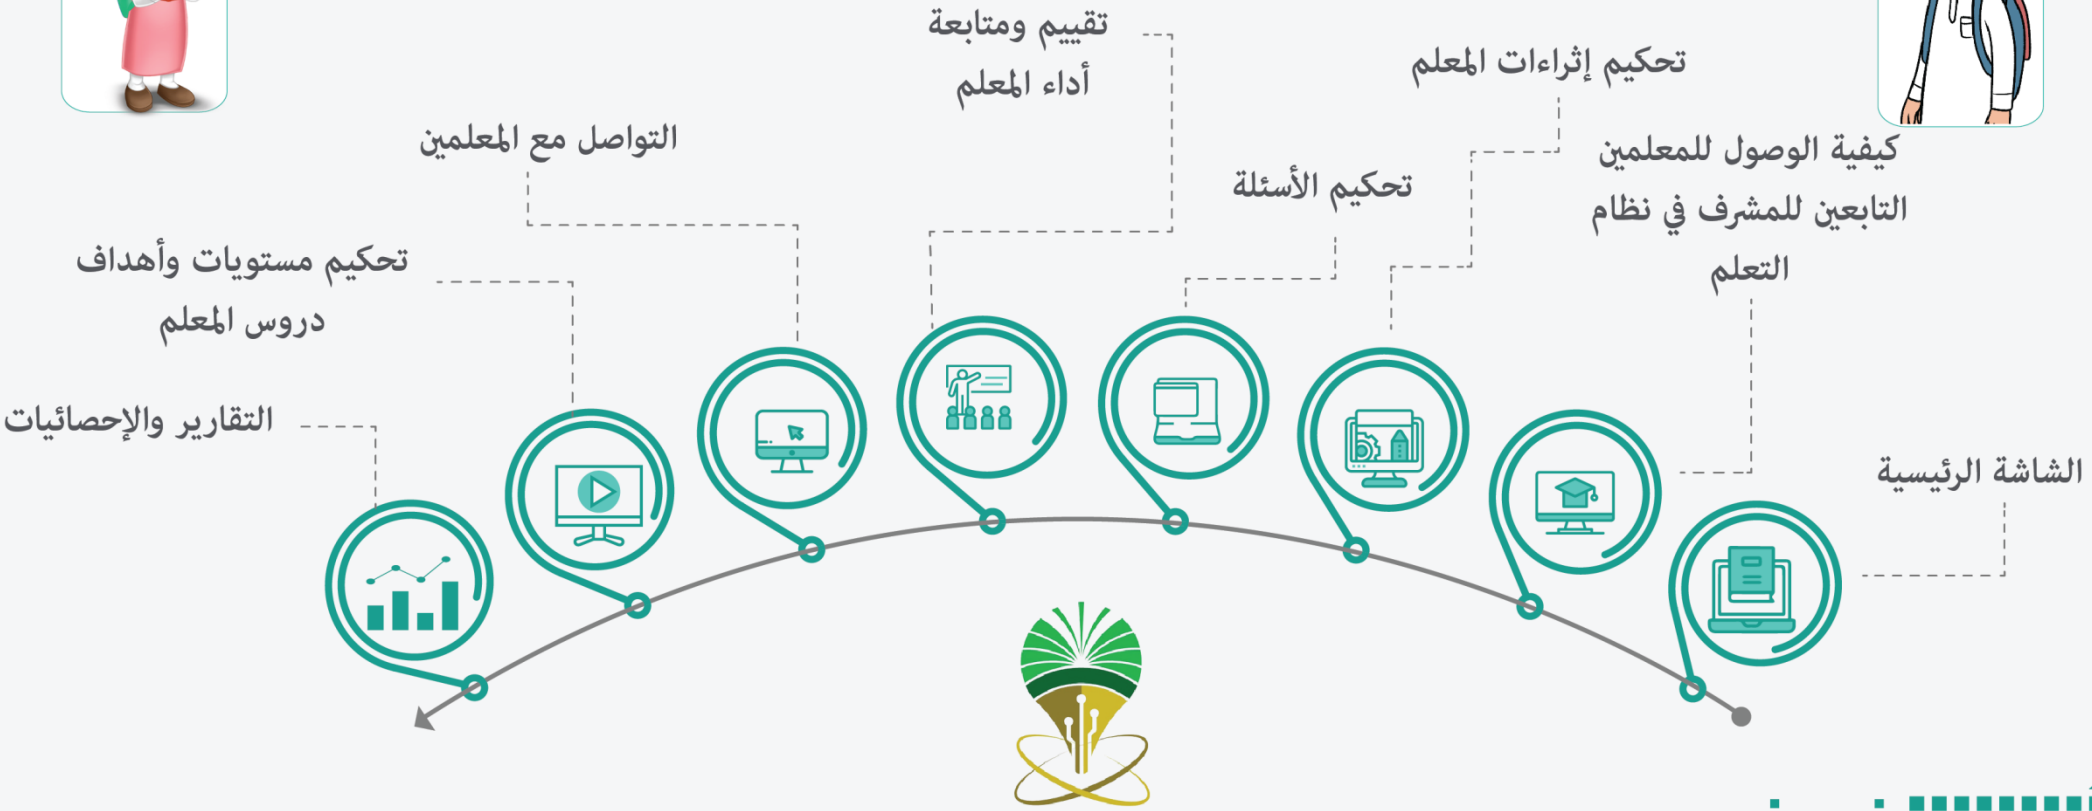 الشاشة الرئيسية
كيفية الوصول للمعلمين
التابعين للمشرف في نظام
التعلم
تحكيم إثراءات المعلم
تحكيم الأسئلة
تقييم ومتابعة
أداء المعلم
التواصل مع المعلمين
تحكيم مستويات وأهداف
دروس المعلم
التقارير والإحصائيات